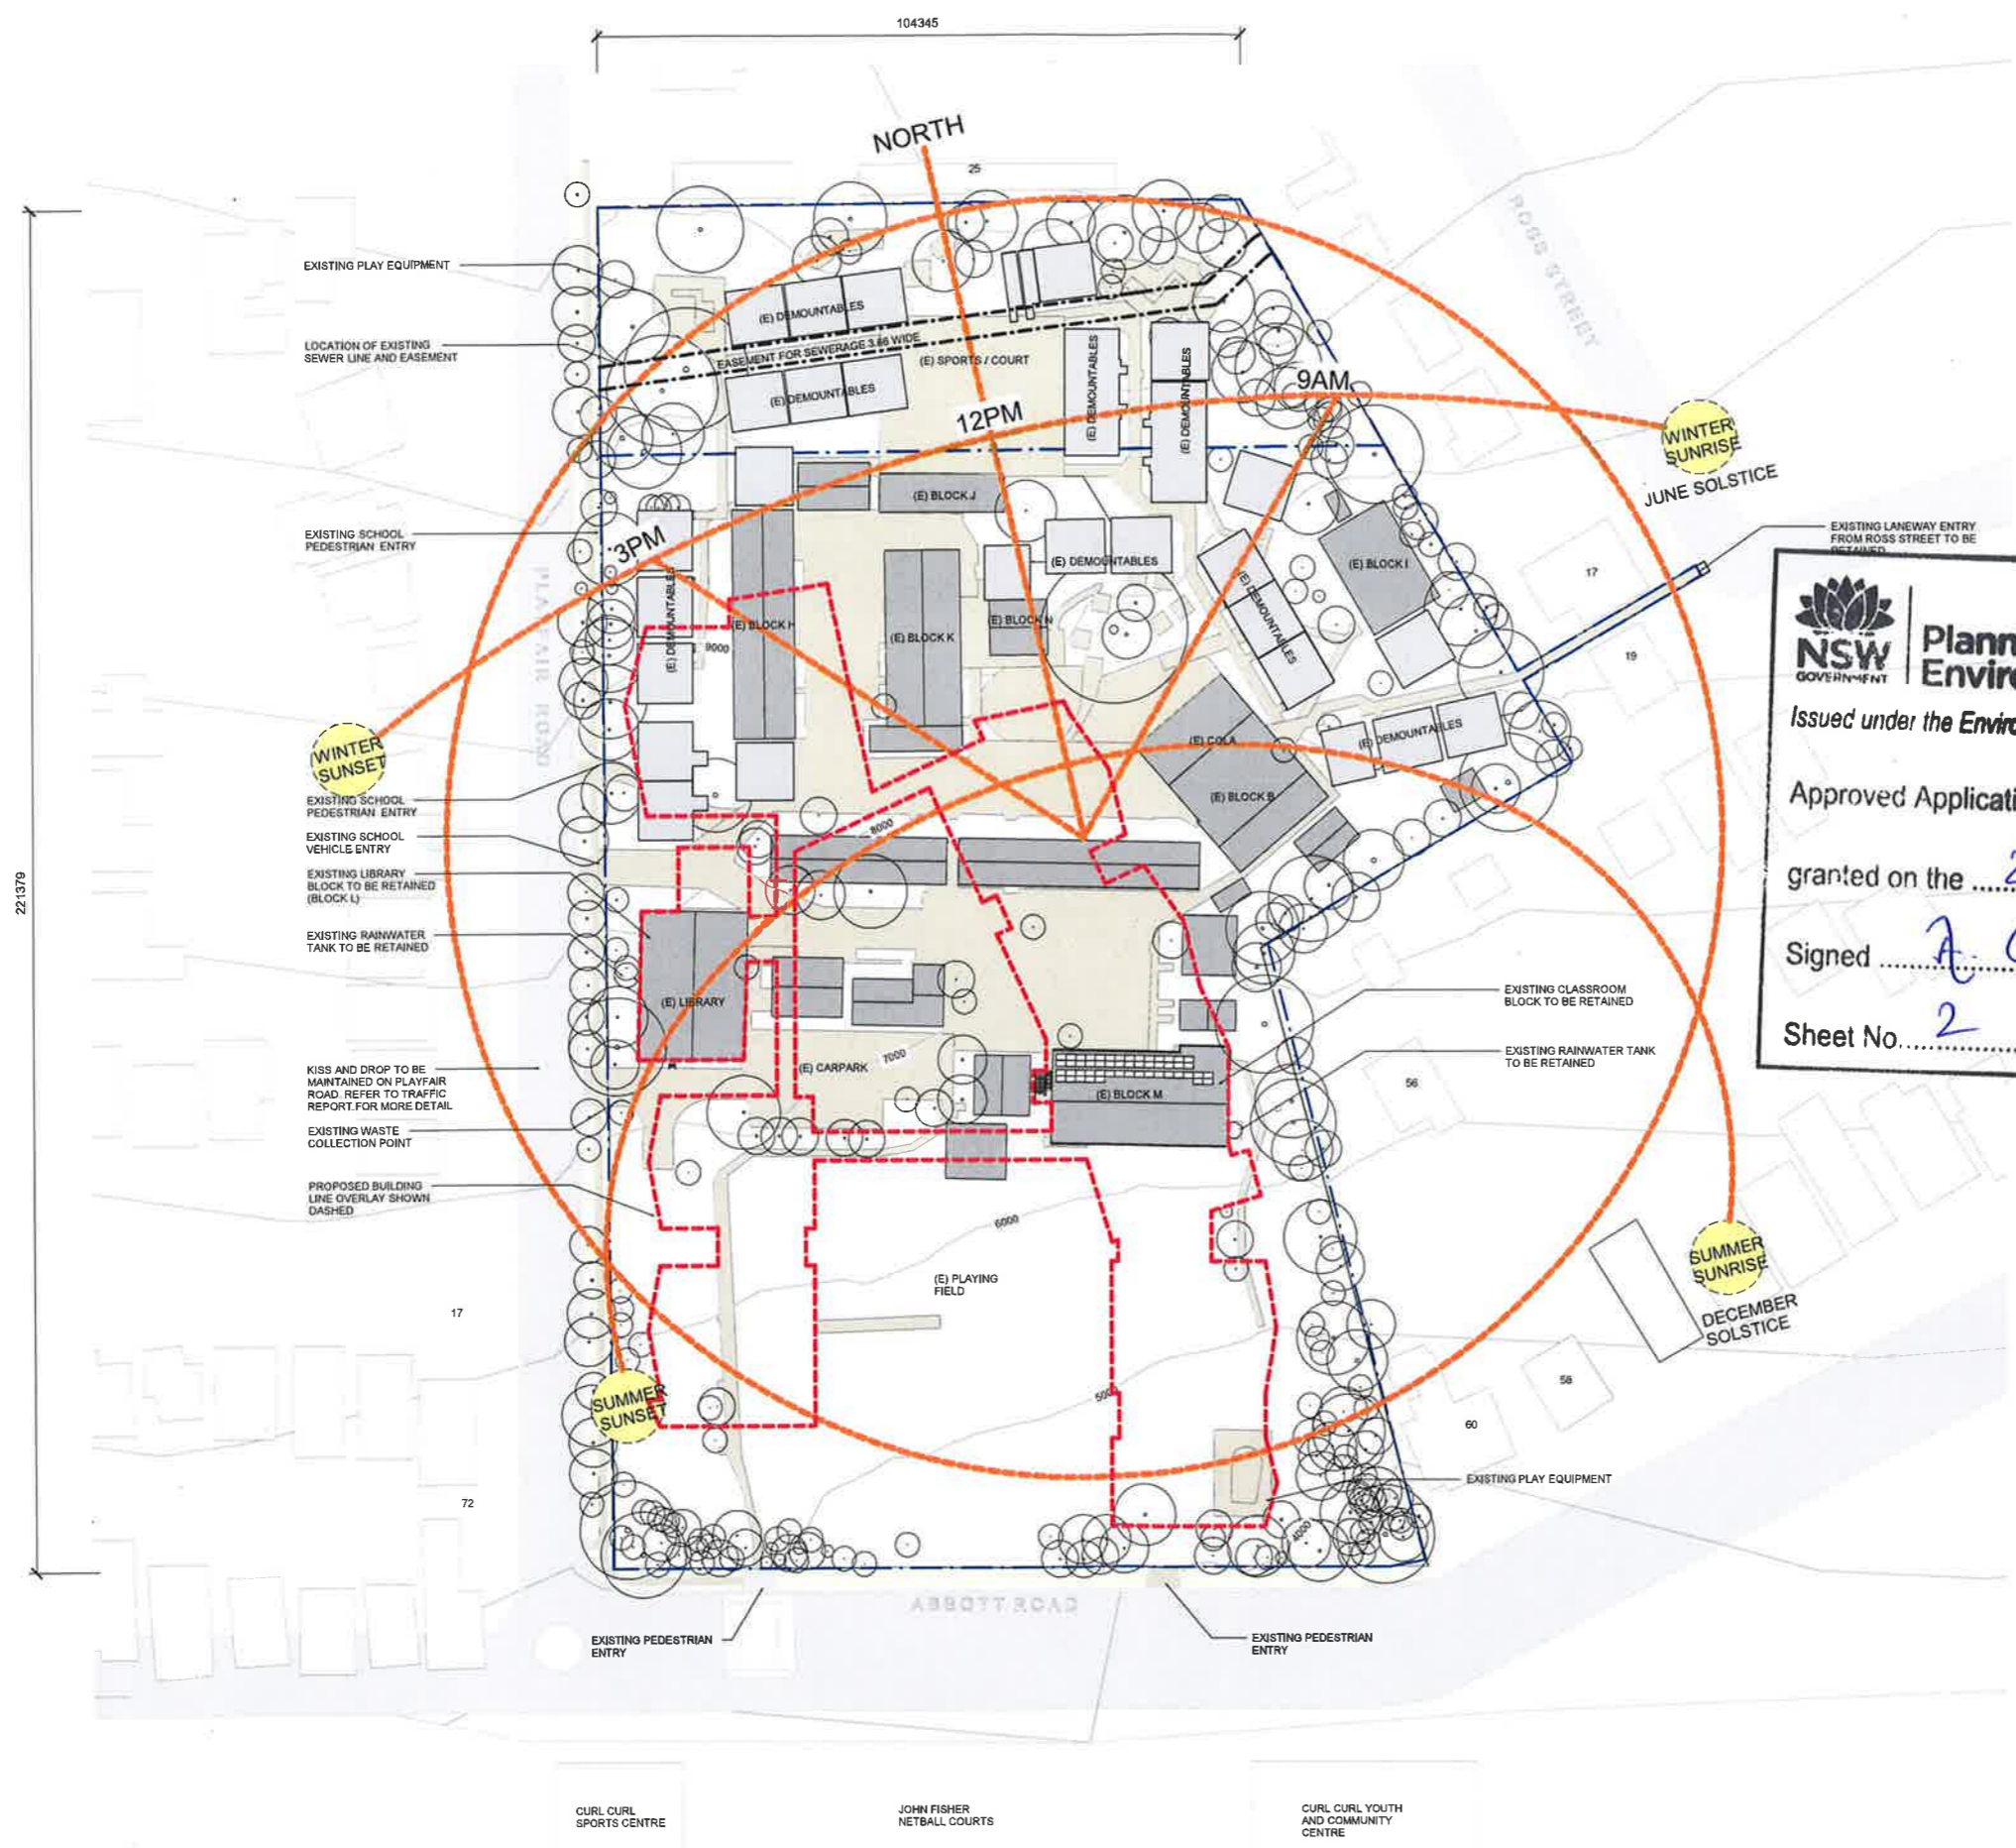 104345
NORTH
25
ROSS STREET
EXISTING PLAY EQUIPMENT
(E) DEMOUNTABLES
LOCATION OF EXISTING
SEWER LINE AND EASEMENT
EASEMENT FOR SEWERAGE 3.66 WIDE
(E) SPORTS / COURT
(E) DEMOUNTABLES
(E) DEMOUNTABLES
(E) DEMOUNTABLES
9AM
12PM
WINTER
SUNRISE
JUNE SOLSTICE
(E) BLOCK J
EXISTING SCHOOL
PEDESTRIAN ENTRY
3PM
EXISTING LANEWAY ENTRY
FROM ROSS STREET TO BE
RETAINED
(E) DEMOUNTABLES
(E) BLOCK I
17
PLAYFAIR ROAD
(E) DEMOUNTABLES
(E) BLOCK H
9000
(E) BLOCK K
(E) BLOCK N
(E) DEMOUNTABLES
19
NSW
GOVERNMENT
Issued under the
Approved
granted on the
Signed
Sheet No. 2
WINTER
SUNSET
(E) COLA
(E) DEMOUNTABLES
(E) BLOCK B
EXISTING SCHOOL
PEDESTRIAN ENTRY
EXISTING SCHOOL
VEHICLE ENTRY
8000
221379
EXISTING LIBRARY
BLOCK TO BE RETAINED
(BLOCK L)
EXISTING RAINWATER
TANK TO BE RETAINED
(E) LIBRARY
EXISTING CLASSROOM
BLOCK TO BE RETAINED
EXISTING RAINWATER TANK
TO BE RETAINED
KISS AND DROP TO BE
MAINTAINED ON PLAYFAIR
ROAD. REFER TO TRAFFIC
REPORT FOR MORE DETAIL
(E) CARPARK
7000
(E) BLOCK M
56
EXISTING WASTE
COLLECTION POINT
PROPOSED BUILDING
LINE OVERLAY SHOWN
DASHED
6000
(E) PLAYING
FIELD
SUMMER
SUNRISE
DECEMBER
SOLSTICE
17
5000
58
60
SUMMER
SUNSET
72
EXISTING PLAY EQUIPMENT
4000
ABBOTT ROAD
EXISTING PEDESTRIAN
ENTRY
EXISTING PEDESTRIAN
ENTRY
CURL CURL
SPORTS CENTRE
JOHN FISHER
NETBALL COURTS
CURL CURL YOUTH
AND COMMUNITY
CENTRE